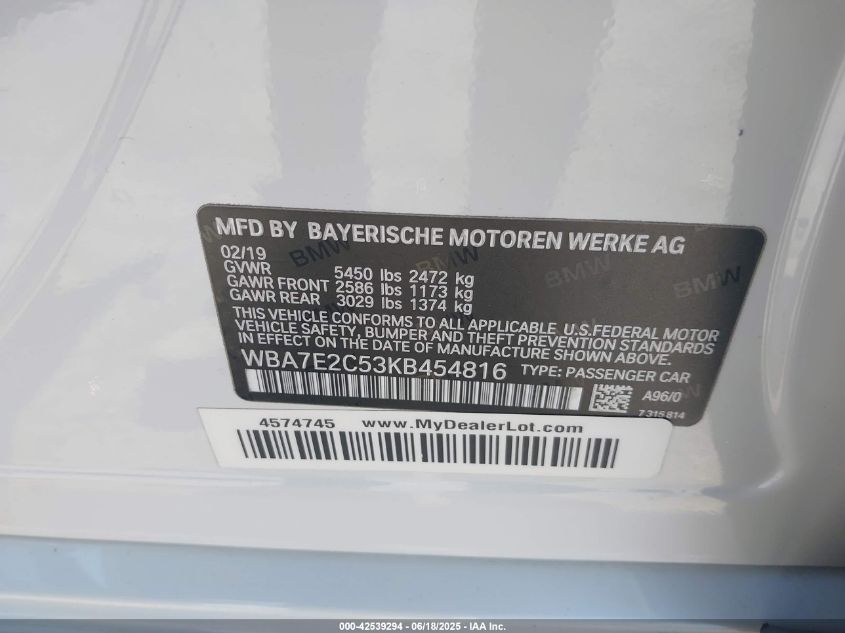 MFD BY BAYERISCHE MOTOREN WERKE AG
02/19
GVWR 5450 lbs 2472 kg
GAWR FRONT 2586 lbs 1173 kg
GAWR REAR 3029 lbs 1374 kg
THIS VEHICLE CONFORMS TO ALL APPLICABLE U.S.FEDERAL MOTOR
VEHICLE SAFETY, BUMPER AND THEFT PREVENTION STANDARDS
IN EFFECT ON THE DATE OF MANUFACTURE SHOWN ABOVE.
WBA7E2C53KB454816 TYPE: PASSENGER CAR
A96/0
7315814
BMW BMW BMW
4574745 www.MyDealerLot.com
000-42539294 - 06/18/2025 - IAA Inc.